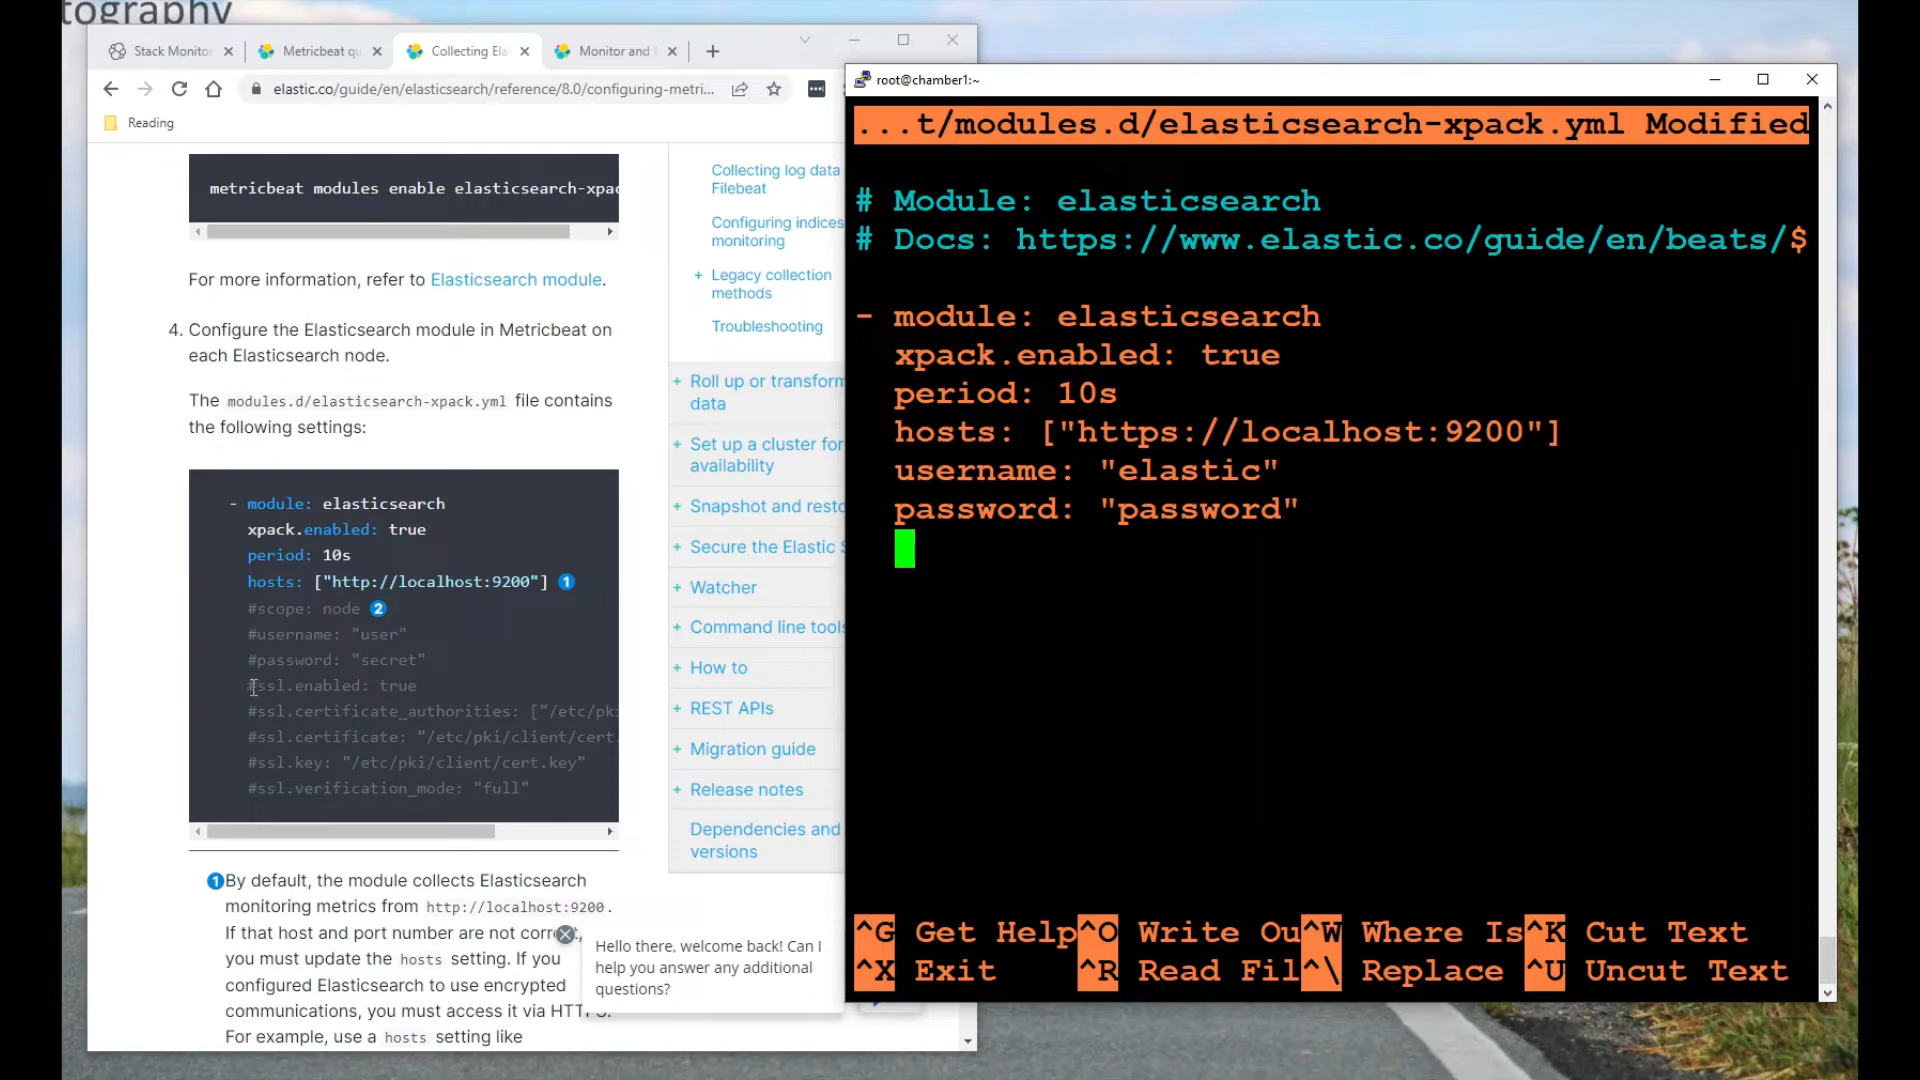 tography
Stack Monitor
Metricbeat qu
Collecting Ela
Monitor and
elastic.co/guide/en/elasticsearch/reference/8.0/configuring-metri...
Reading
metricbeat modules enable elasticsearch-xpac
For more information, refer to Elasticsearch module.
4. Configure the Elasticsearch module in Metricbeat on
each Elasticsearch node.
The modules.d/elasticsearch-xpack.yml file contains
the following settings:
- module: elasticsearch
xpack.enabled: true
period: 10s
hosts: ["http://localhost:9200"] 1
#scope: node 2
#username: "user"
#password: "secret"
#ssl.enabled: true
#ssl.certificate_authorities: ["/etc/pki
#ssl.certificate: "/etc/pki/client/cert.
#ssl.key: "/etc/pki/client/cert.key"
#ssl.verification_mode: "full"
1 By default, the module collects Elasticsearch
monitoring metrics from http://localhost:9200.
If that host and port number are not correct,
you must update the hosts setting. If you
configured Elasticsearch to use encrypted
communications, you must access it via HTTPS.
For example, use a hosts setting like
Collecting log data
Filebeat
Configuring indices
monitoring
+ Legacy collection
methods
Troubleshooting
+ Roll up or transform
data
+ Set up a cluster for
availability
+ Snapshot and resto
+ Secure the Elastic S
+ Watcher
+ Command line tools
+ How to
+ REST APIs
+ Migration guide
+ Release notes
Dependencies and
versions
Hello there, welcome back! Can I
help you answer any additional
questions?
root@chamber1:~
...t/modules.d/elasticsearch-xpack.yml Modified
# Module: elasticsearch
# Docs: https://www.elastic.co/guide/en/beats/$
- module: elasticsearch
xpack.enabled: true
period: 10s
hosts: ["https://localhost:9200"]
username: "elastic"
password: "password"
^G Get Help ^O Write Ou ^W Where Is ^K Cut Text
^X Exit ^R Read Fil ^\ Replace ^U Uncut Text